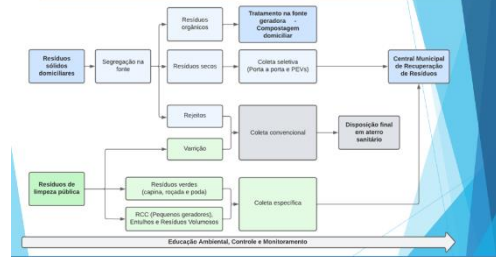 Resíduos
orgânicos
Tratamento na fonte
geradora -
Compostagem
domiciliar
Resíduos
sólidos
domiciliares
Segregação na
fonte
Resíduos secos
Coleta seletiva
(Porta a porta e PEVs)
Central Municipal
de Recuperação
de Resíduos
Rejeitos
Varrição
Coleta convencional
Disposição final
em aterro
sanitário
Resíduos de
limpeza pública
Resíduos verdes
(capina, roçada e poda)
RCC (Pequenos geradores),
Entulhos e Resíduos Volumosos
Coleta específica
Educação Ambiental, Controle e Monitoramento